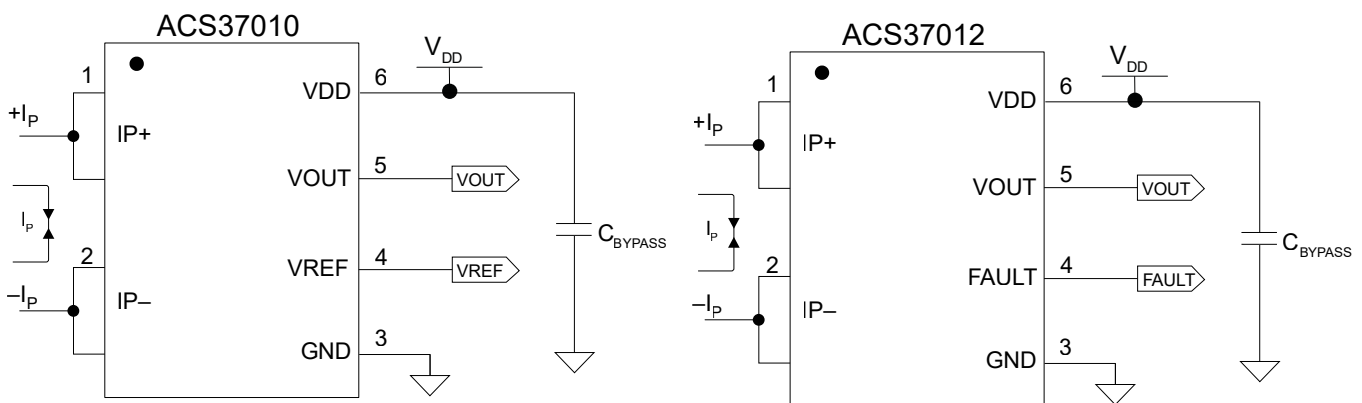 ACS37010
1
+IP
IP+
IP
2
–IP
IP–
VDD
6
VDD
VOUT
5
VOUT
VREF
4
VREF
GND
3
CBYPASS
ACS37012
1
+IP
IP+
IP
2
–IP
IP–
VDD
6
VDD
VOUT
5
VOUT
FAULT
4
FAULT
GND
3
CBYPASS